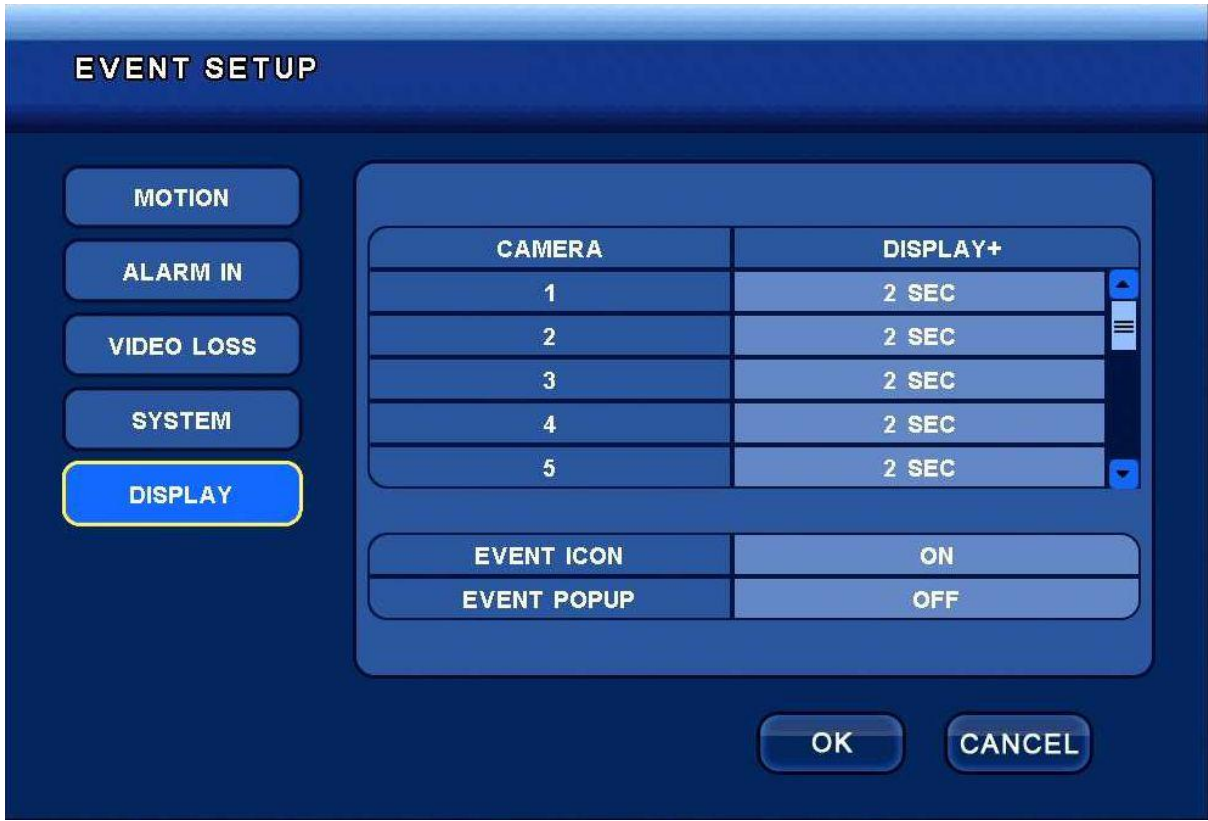 EVENT SETUP
MOTION
ALARM IN
VIDEO LOSS
SYSTEM
DISPLAY
CAMERA DISPLAY+
1 2 SEC
2 2 SEC
3 2 SEC
4 2 SEC
5 2 SEC
EVENT ICON ON
EVENT POPUP OFF
OK CANCEL